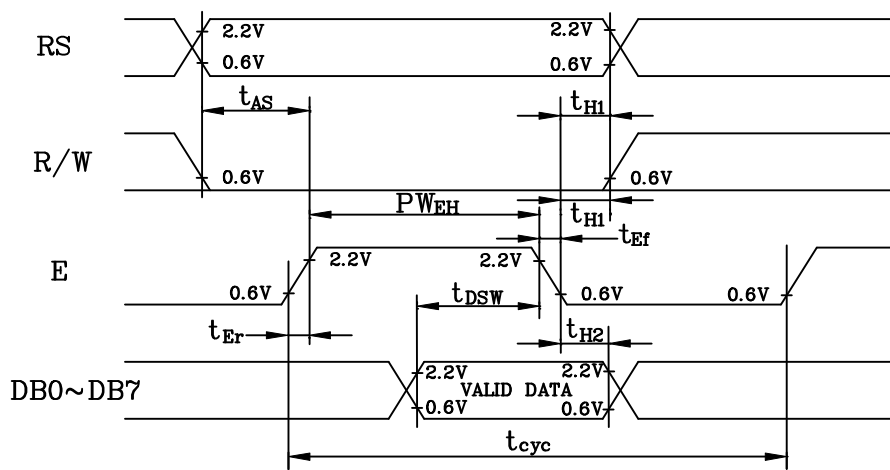 RS
2.2V
2.2V
0.6V
0.6V
tAS
tH1
R/W
0.6V
0.6V
PWEH
tH1
tEf
E
2.2V
2.2V
0.6V
0.6V
0.6V
tDSW
tEr
tH2
DB0~DB7
2.2V
VALID DATA
2.2V
0.6V
0.6V
tcyc